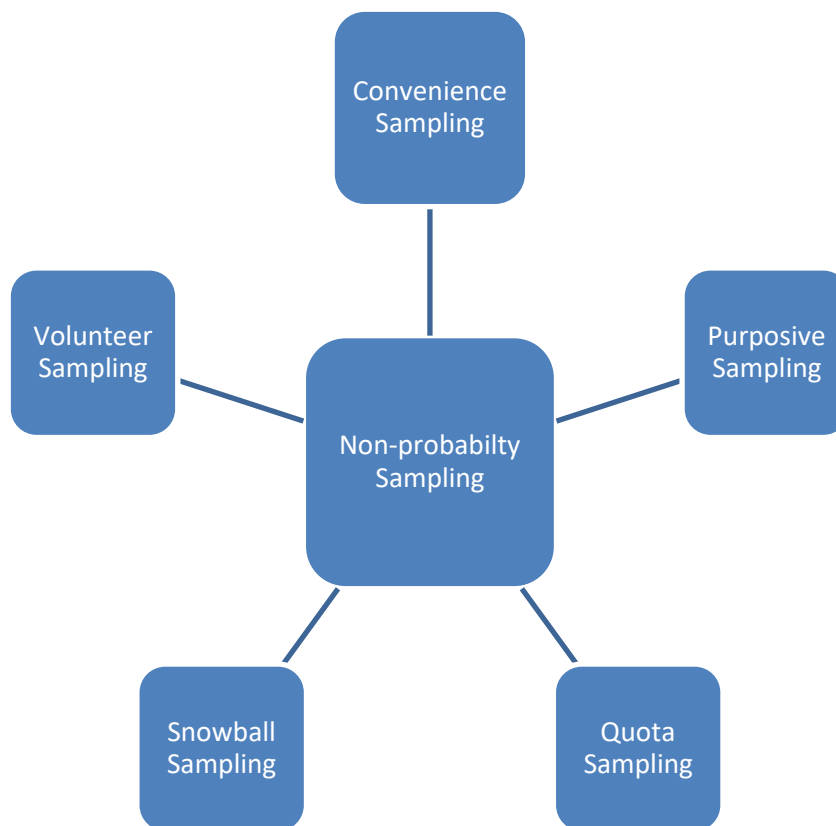 Convenience
Sampling
Volunteer
Sampling
Purposive
Sampling
Non-probabilty
Sampling
Snowball
Sampling
Quota
Sampling